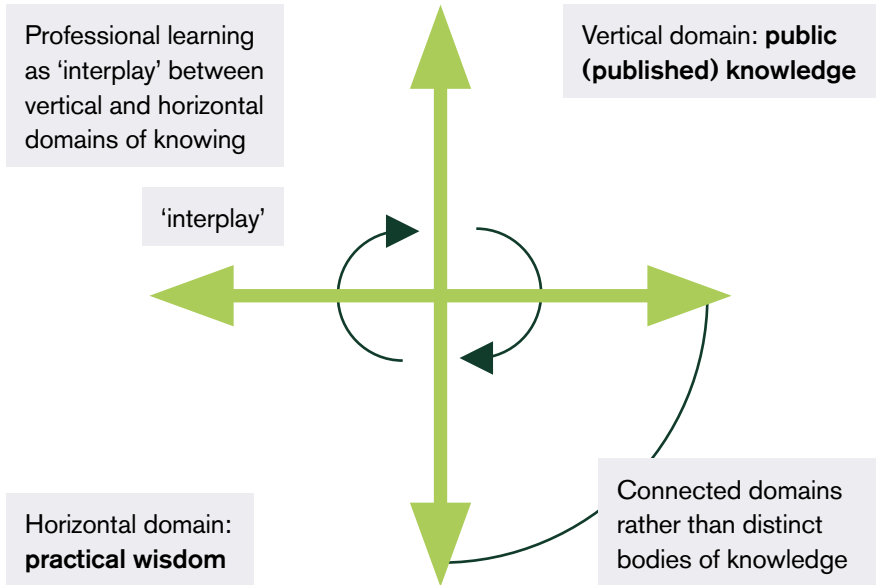 Professional learning
as ‘interplay’ between
vertical and horizontal
domains of knowing
Vertical domain: public
(published) knowledge
‘interplay’
Horizontal domain:
practical wisdom
Connected domains
rather than distinct
bodies of knowledge